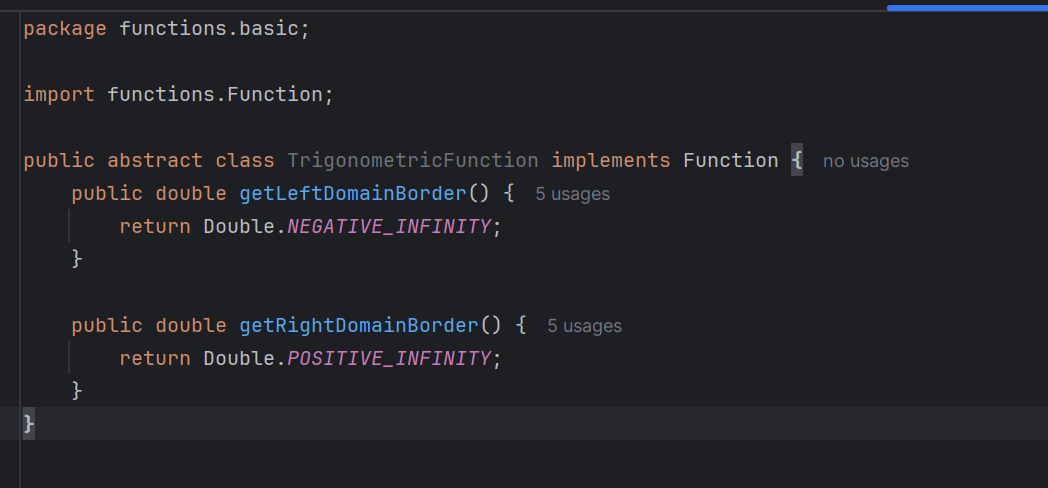 package functions.basic;
import functions.Function;
public abstract class TrigonometricFunction implements Function { no usages
public double getLeftDomainBorder() { 5 usages
return Double.NEGATIVE_INFINITY;
}
public double getRightDomainBorder() { 5 usages
return Double.POSITIVE_INFINITY;
}
}